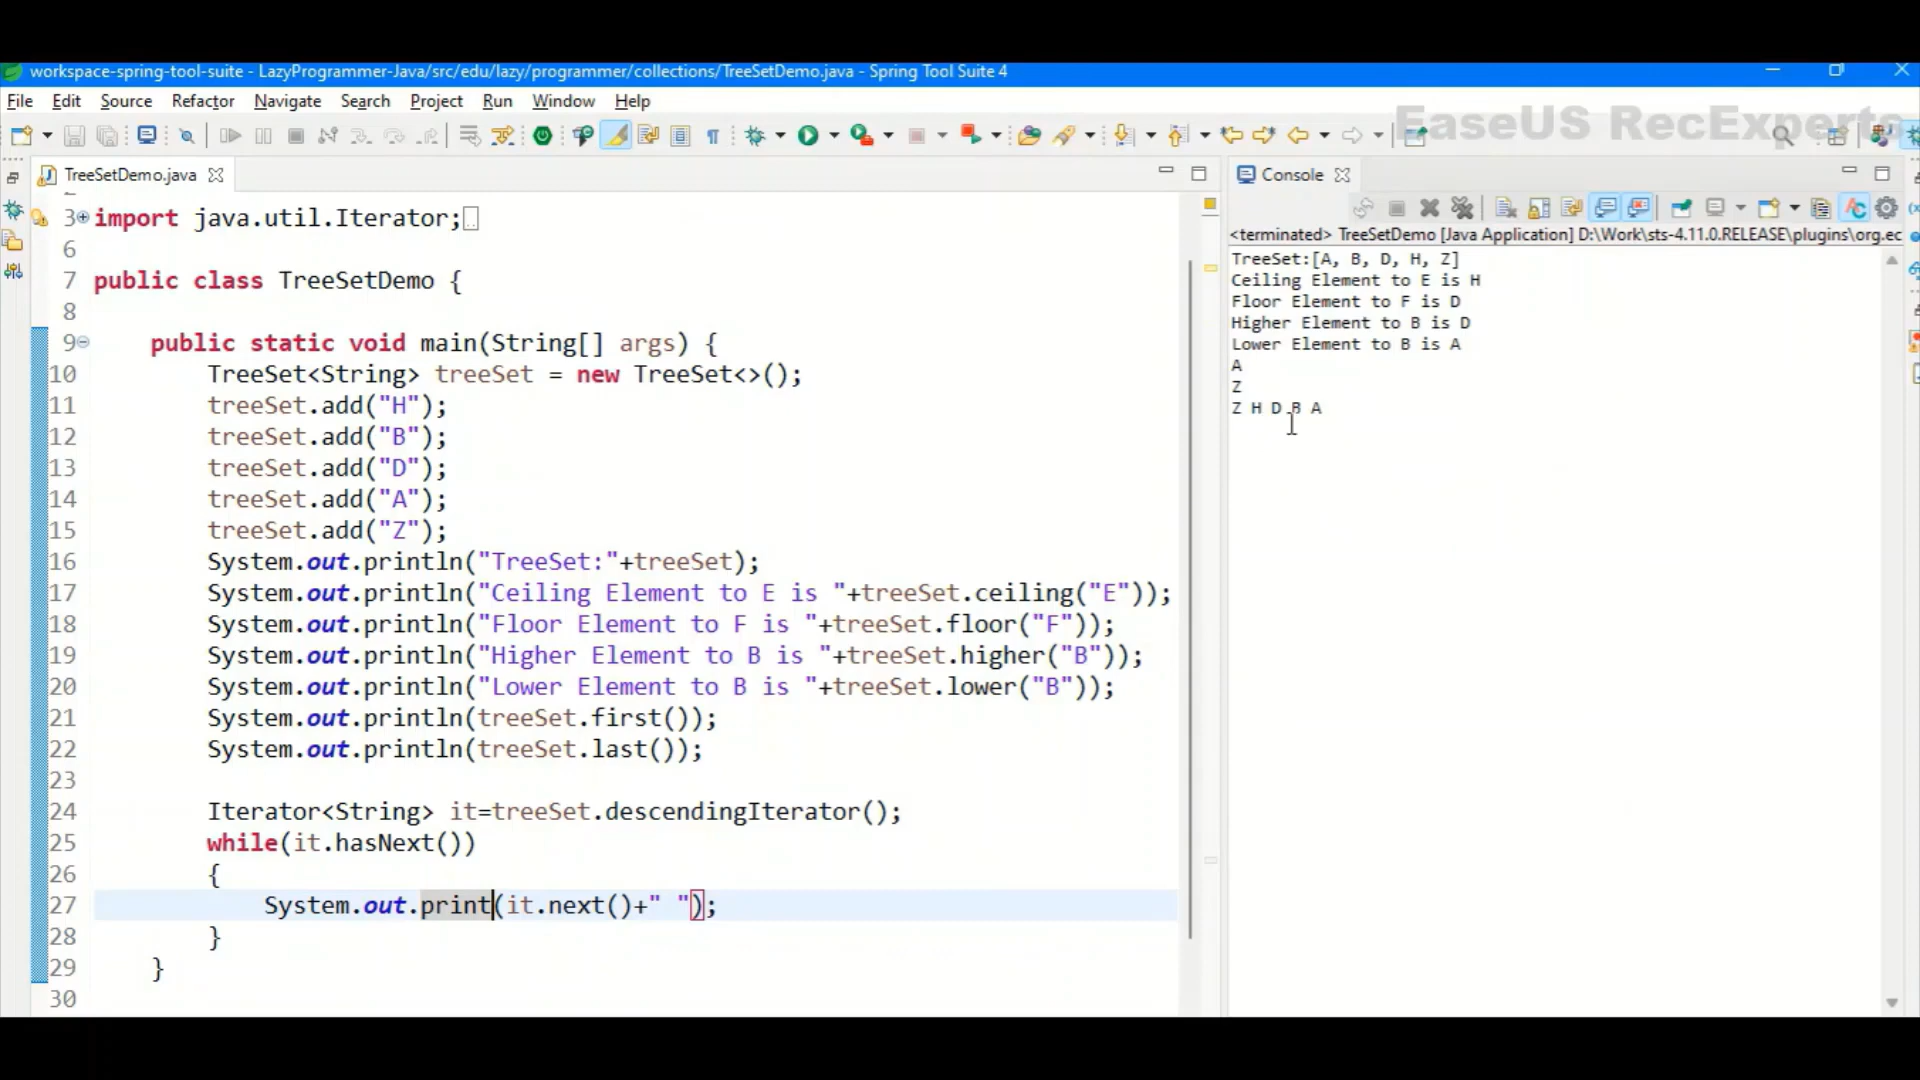 workspace-spring-tool-suite - LazyProgrammer-Java/src/edu/lazy/programmer/collections/TreeSetDemo.java - Spring Tool Suite 4
File Edit Source Refactor Navigate Search Project Run Window Help
EaseUS RecExperts
TreeSetDemo.java
3 import java.util.Iterator;
6
7 public class TreeSetDemo {
8
9 public static void main(String[] args) {
10 TreeSet<String> treeSet = new TreeSet<>();
11 treeSet.add("H");
12 treeSet.add("B");
13 treeSet.add("D");
14 treeSet.add("A");
15 treeSet.add("Z");
16 System.out.println("TreeSet:"+treeSet);
17 System.out.println("Ceiling Element to E is "+treeSet.ceiling("E"));
18 System.out.println("Floor Element to F is "+treeSet.floor("F"));
19 System.out.println("Higher Element to B is "+treeSet.higher("B"));
20 System.out.println("Lower Element to B is "+treeSet.lower("B"));
21 System.out.println(treeSet.first());
22 System.out.println(treeSet.last());
23
24 Iterator<String> it=treeSet.descendingIterator();
25 while(it.hasNext())
26 {
27 System.out.print(it.next()+" ");
28 }
29 }
30
Console
<terminated> TreeSetDemo [Java Application] D:\Work\sts-4.11.0.RELEASE\plugins\org.ec
TreeSet:[A, B, D, H, Z]
Ceiling Element to E is H
Floor Element to F is D
Higher Element to B is D
Lower Element to B is A
A
Z
Z H D B A